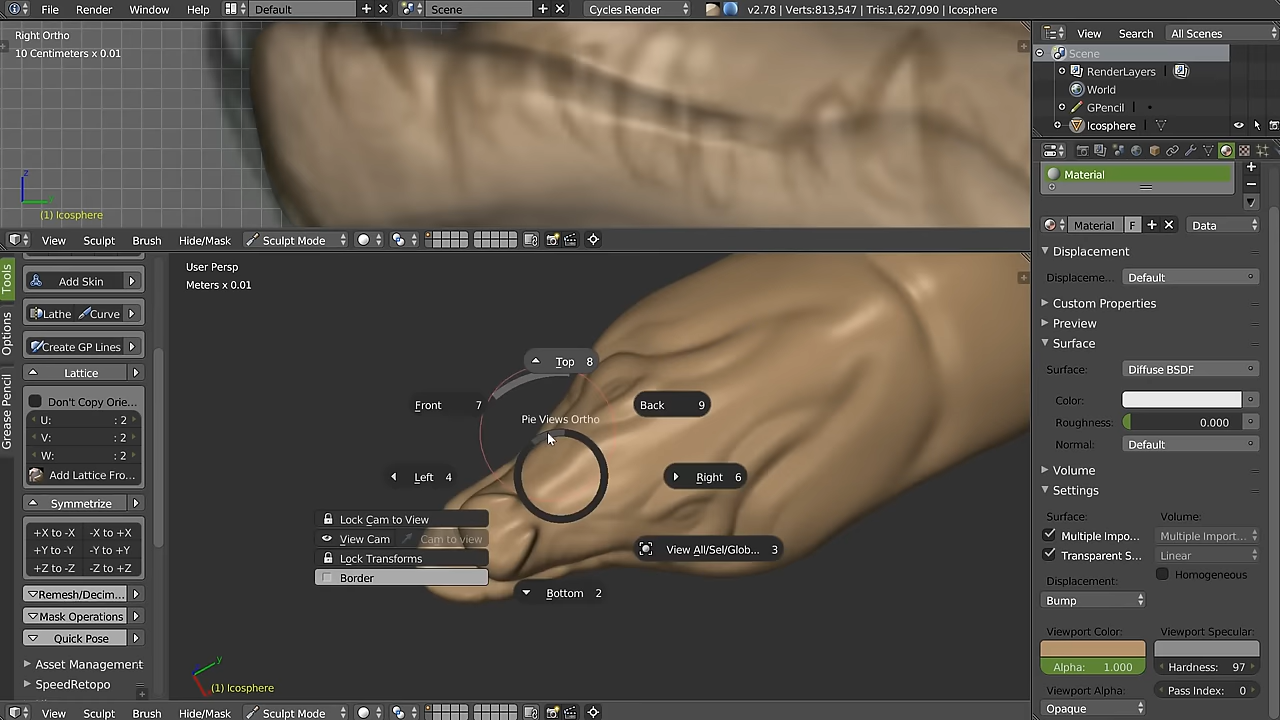 File Render Window Help Default Scene Cycles Render v2.78 | Verts:813,547 | Tris:1,627,090 | Icosphere
Right Ortho
10 Centimeters x 0.01
z
(1) Icosphere
View Sculpt Brush Hide/Mask Sculpt Mode
Tools
Options
Grease Pencil
Add Skin
Lathe Curve
Create GP Lines
Lattice
Don't Copy Orie...
U: : 2
V: : 2
W: : 2
Add Lattice Fro...
Symmetrize
+X to -X -X to +X
+Y to -Y -Y to +Y
+Z to -Z -Z to +Z
Remesh/Decim...
Mask Operations
Quick Pose
Asset Management
SpeedRetopo
User Persp
Meters x 0.01
Top 8
Front 7
Back 9
Pie Views Ortho
Left 4
Right 6
Lock Cam to View
View Cam Cam to view
Lock Transforms
Border
View All/Sel/Glob... 3
Bottom 2
y
(1) Icosphere
View Sculpt Brush Hide/Mask Sculpt Mode
View Search All Scenes
Scene
RenderLayers
World
GPencil
Icosphere
Material
Material F Data
Displacement
Displaceme... Default
Custom Properties
Preview
Surface
Surface: Diffuse BSDF
Color:
Roughness: 0.000
Normal: Default
Volume
Settings
Surface: Volume:
Multiple Impo... Multiple Import...
Transparent S... Linear
Homogeneous
Displacement:
Bump
Viewport Color: Viewport Specular:
Alpha: 1.000 Hardness: 97
Viewport Alpha: Pass Index: 0
Opaque